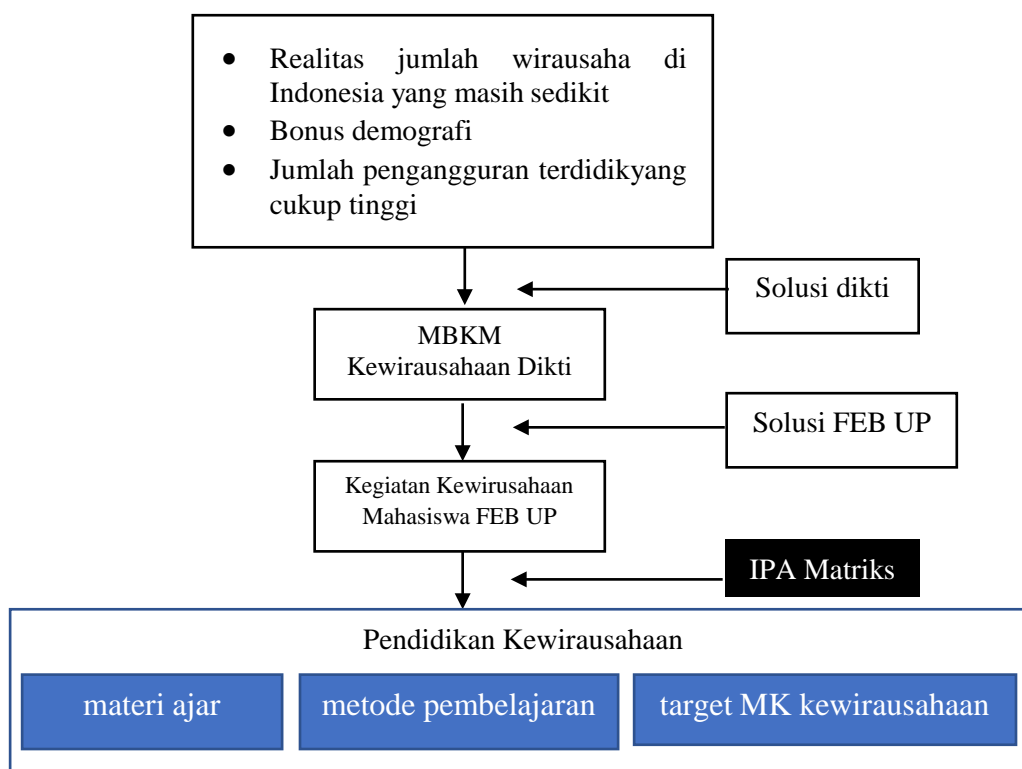 • Realitas jumlah wirausaha di
Indonesia yang masih sedikit
• Bonus demografi
• Jumlah pengangguran terdidikyang
cukup tinggi
Solusi dikti
MBKM
Kewirausahaan Dikti
Solusi FEB UP
Kegiatan Kewirusahaan
Mahasiswa FEB UP
IPA Matriks
Pendidikan Kewirausahaan
materi ajar
metode pembelajaran
target MK kewirausahaan